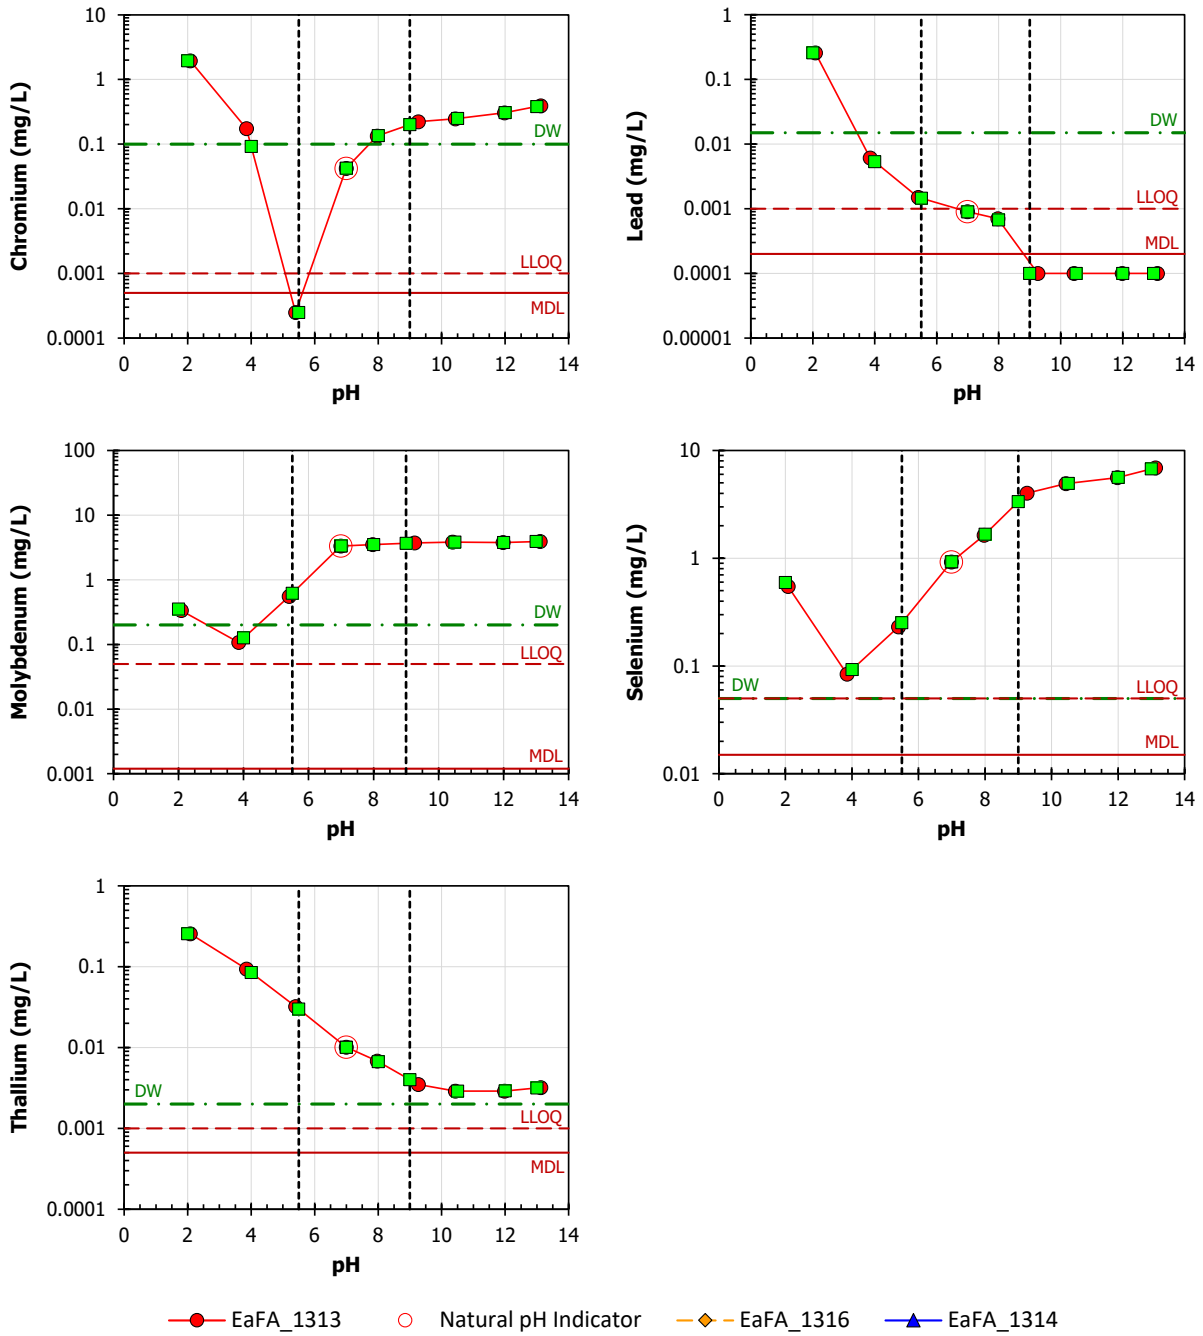 Chromium (mg/L)
10
1
0.1
0.01
0.001
0.0001
DW
LLOQ
MDL
0 2 4 6 8 10 12 14
pH
Lead (mg/L)
1
0.1
0.01
0.001
0.0001
0.00001
DW
LLOQ
MDL
0 2 4 6 8 10 12 14
pH
Molybdenum (mg/L)
100
10
1
0.1
0.01
0.001
DW
LLOQ
MDL
0 2 4 6 8 10 12 14
pH
Selenium (mg/L)
10
1
0.1
0.01
DW
LLOQ
MDL
0 2 4 6 8 10 12 14
pH
Thallium (mg/L)
1
0.1
0.01
0.001
0.0001
DW
LLOQ
MDL
0 2 4 6 8 10 12 14
pH
EaFA_1313 Natural pH Indicator EaFA_1316 EaFA_1314